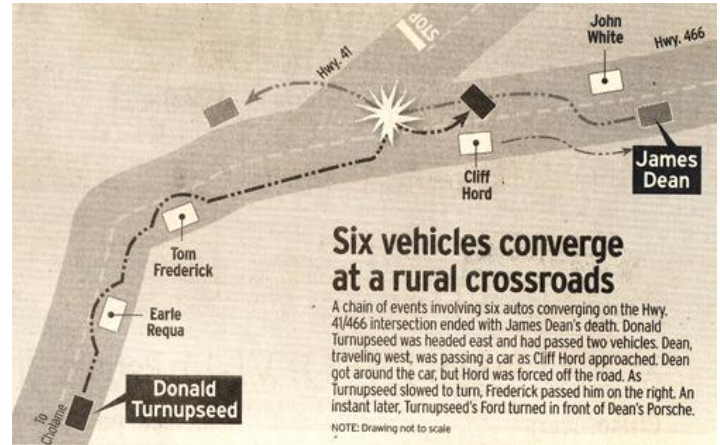 STOP
Hwy. 41
John
White
Hwy. 466
James
Dean
Cliff
Hord
Tom
Frederick
Earle
Requa
Donald
Turnupseed
To
Cholame
Six vehicles converge
at a rural crossroads
A chain of events involving six autos converging on the Hwy.
41/466 intersection ended with James Dean's death. Donald
Turnupseed was headed east and had passed two vehicles. Dean,
traveling west, was passing a car as Cliff Hord approached. Dean
got around the car, but Hord was forced off the road. As
Turnupseed slowed to turn, Frederick passed him on the right. An
instant later, Turnupseed's Ford turned in front of Dean's Porsche.
NOTE: Drawing not to scale